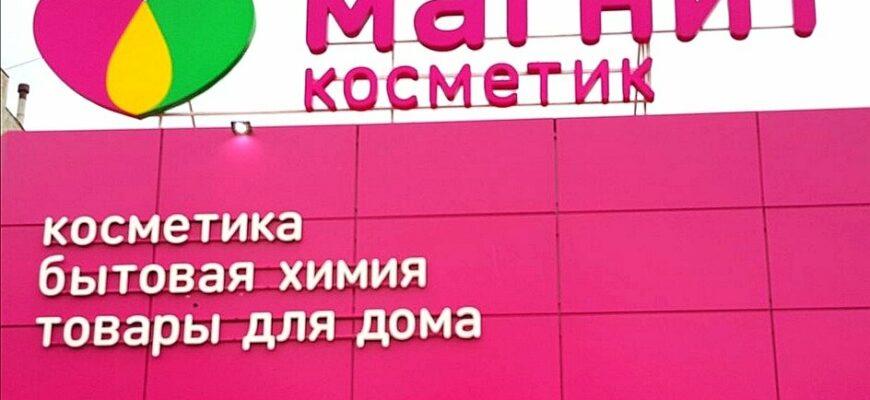 магнит
косметик
косметика
бытовая химия
товары для дома